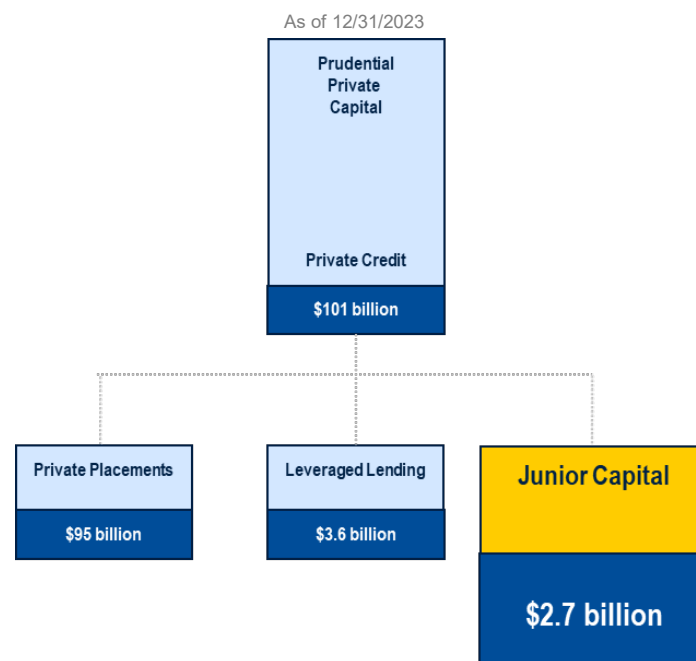 As of 12/31/2023
Prudential
Private
Capital
Private Credit
$101 billion
Private Placements
$95 billion
Leveraged Lending
$3.6 billion
Junior Capital
$2.7 billion